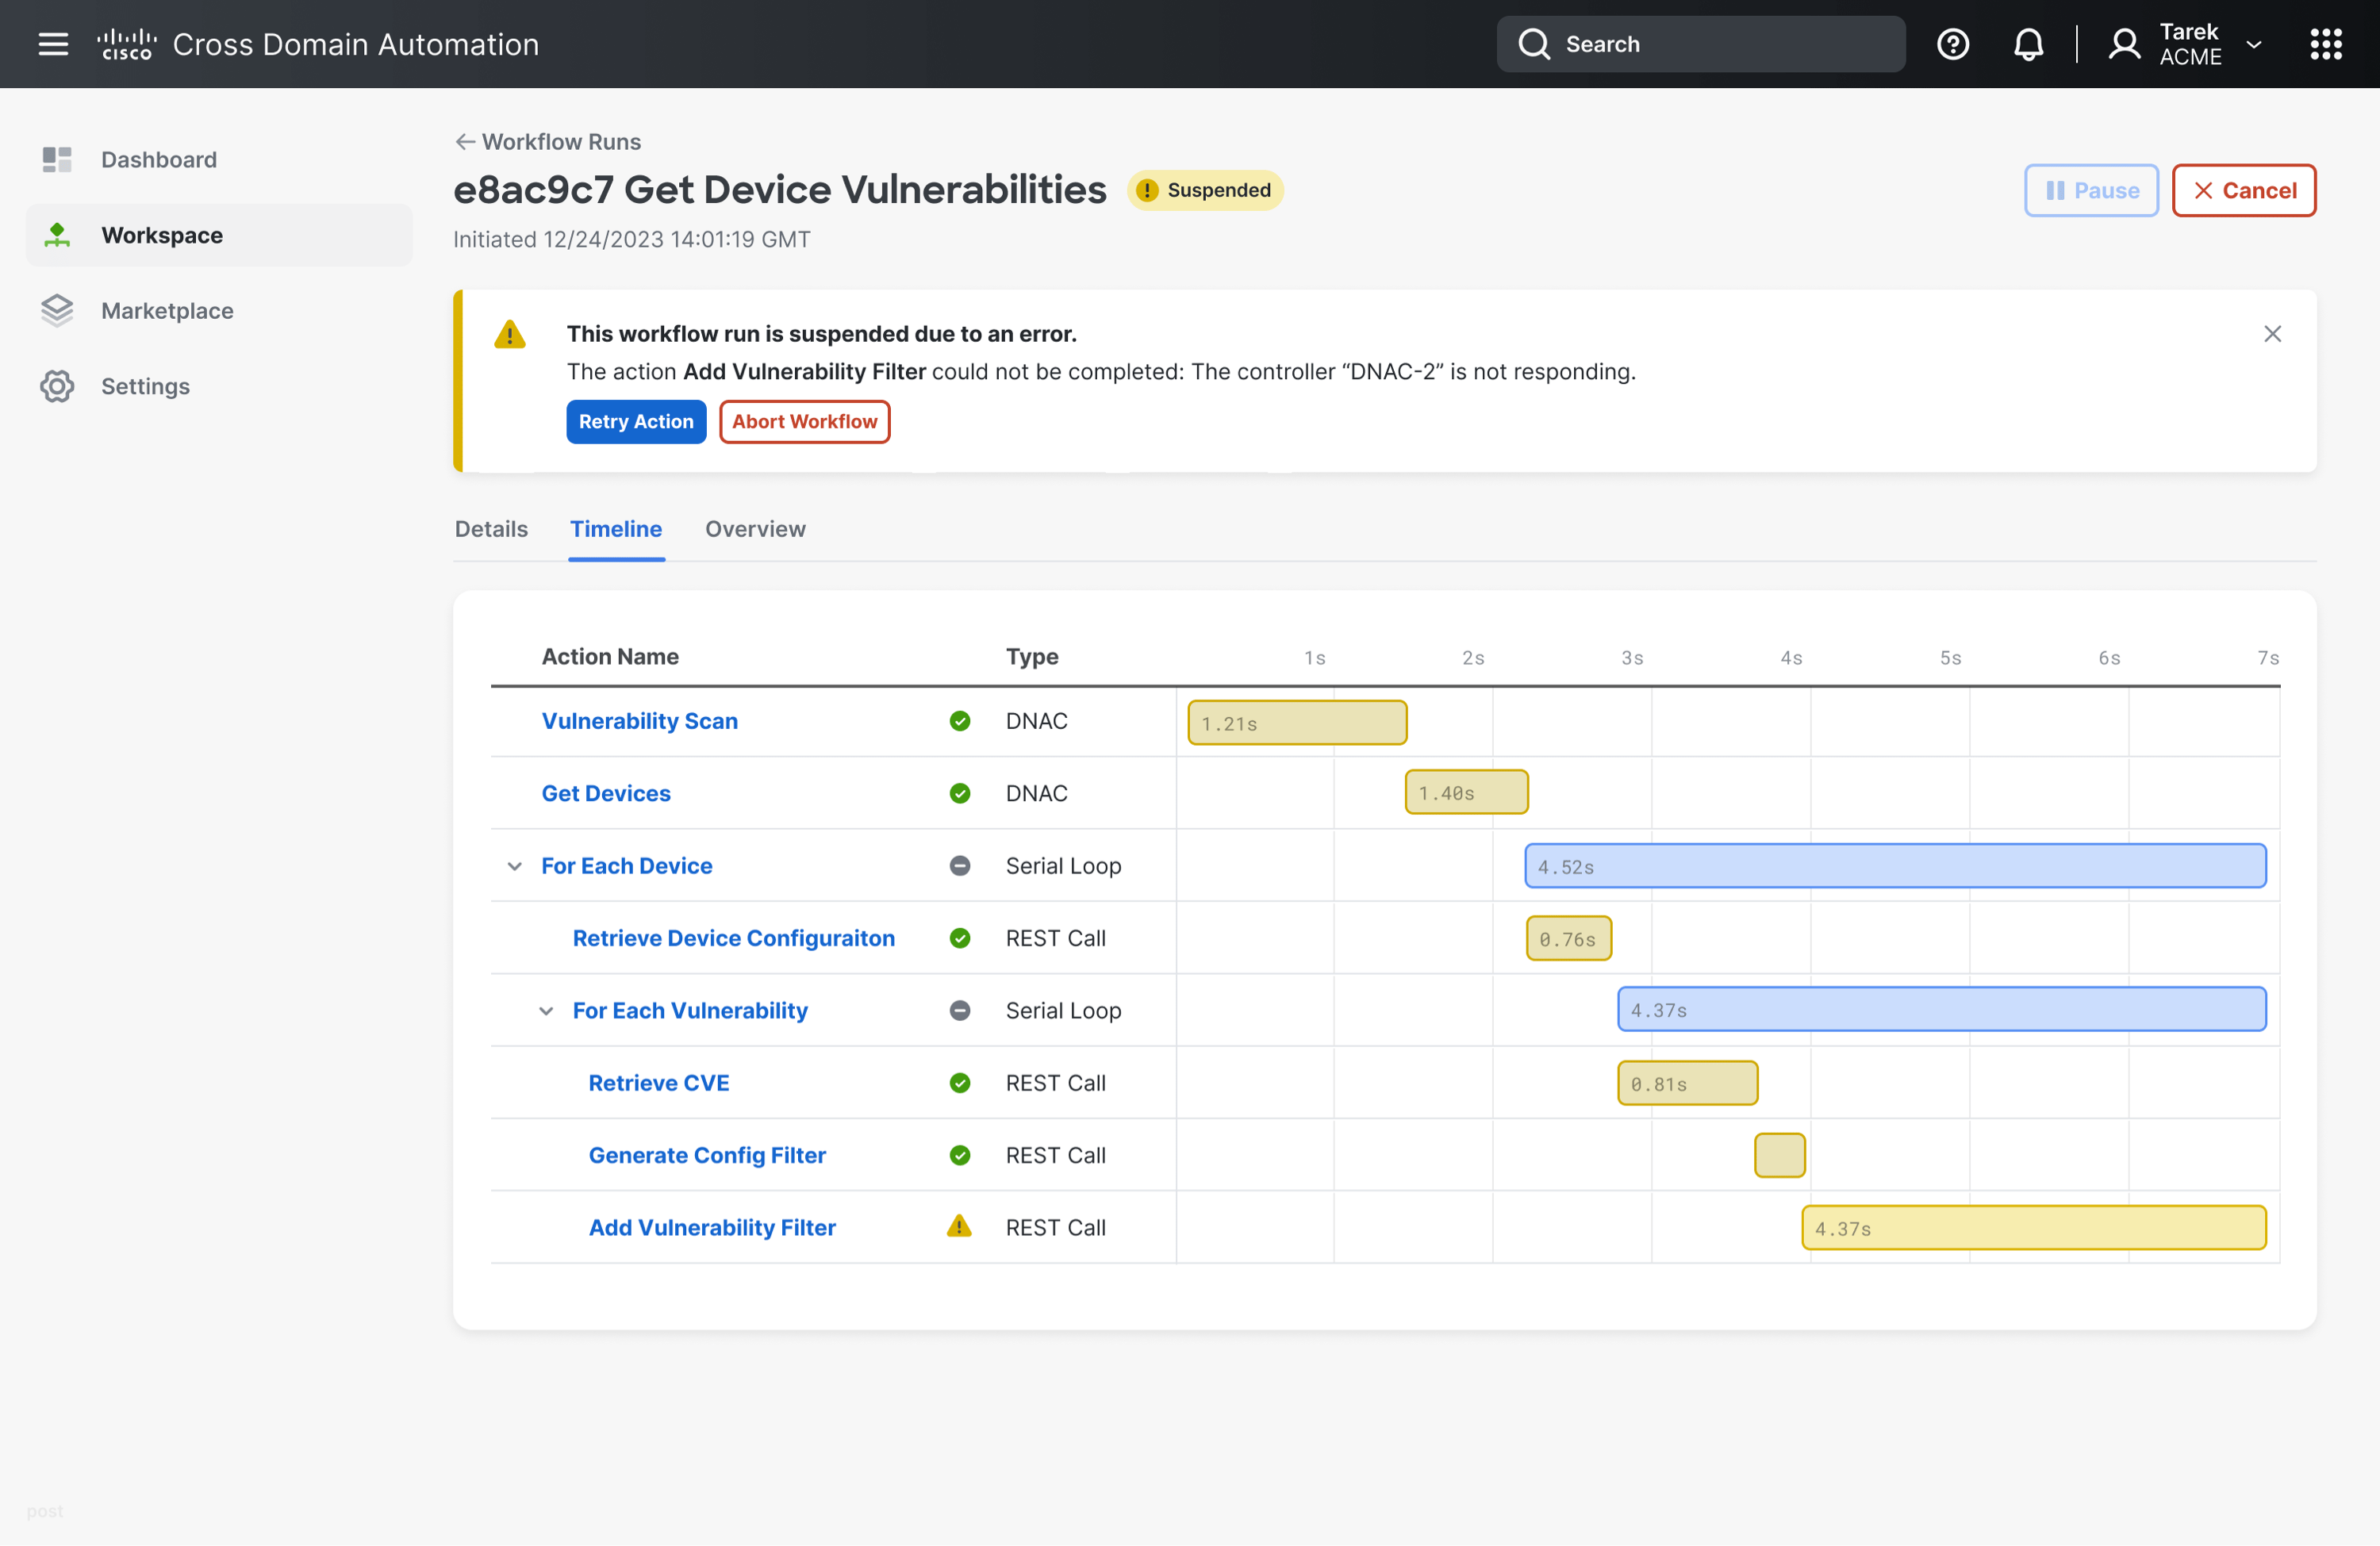 CISCO Cross Domain Automation
Search
Tarek
ACME
Dashboard
Workspace
Marketplace
Settings
Workflow Runs
e8ac9c7 Get Device Vulnerabilities
Suspended
Pause
Cancel
Initiated 12/24/2023 14:01:19 GMT
This workflow run is suspended due to an error.
The action Add Vulnerability Filter could not be completed: The controller “DNAC-2” is not responding.
Retry Action
Abort Workflow
Details
Timeline
Overview
Action Name Type 1s 2s 3s 4s 5s 6s 7s
Vulnerability Scan DNAC 1.21s
Get Devices DNAC 1.40s
For Each Device Serial Loop 4.52s
Retrieve Device Configuraiton REST Call 0.76s
For Each Vulnerability Serial Loop 4.37s
Retrieve CVE REST Call 0.81s
Generate Config Filter REST Call
Add Vulnerability Filter REST Call 4.37s
post